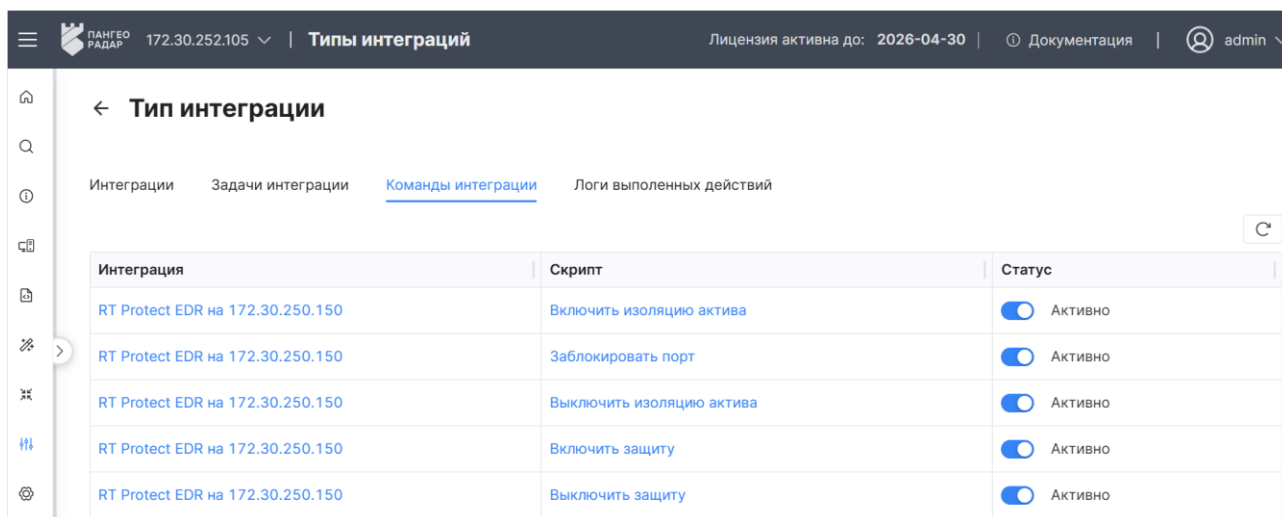 ПАНГЕО РАДАР 172.30.252.105 | Типы интеграций Лицензия активна до: 2026-04-30 | Документация | admin
Тип интеграции
Интеграции Задачи интеграции Команды интеграции Логи выполенных действий
Интеграция Скрипт Статус
RT Protect EDR на 172.30.250.150 Включить изоляцию актива Активно
RT Protect EDR на 172.30.250.150 Заблокировать порт Активно
RT Protect EDR на 172.30.250.150 Выключить изоляцию актива Активно
RT Protect EDR на 172.30.250.150 Включить защиту Активно
RT Protect EDR на 172.30.250.150 Выключить защиту Активно